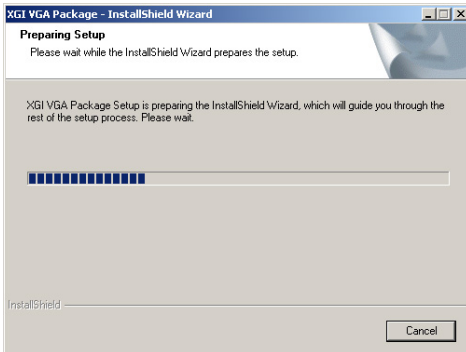 XGI VGA Package - InstallShield Wizard
Preparing Setup
Please wait while the InstallShield Wizard prepares the setup.
XGI VGA Package Setup is preparing the InstallShield Wizard, which will guide you through the
rest of the setup process. Please wait.
InstallShield
Cancel